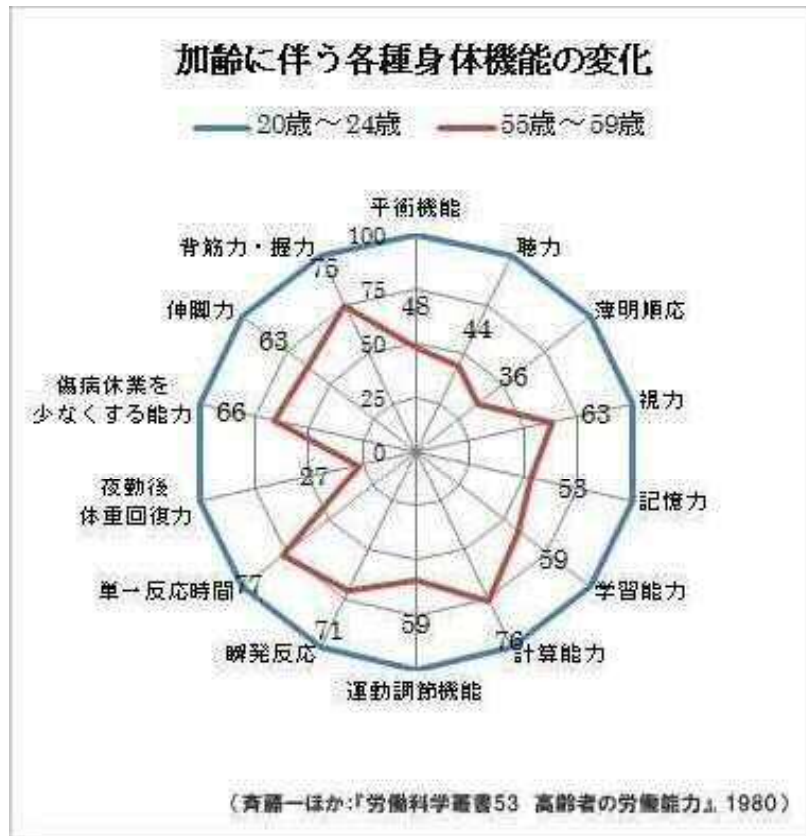 加齢に伴う各種身体機能の変化
20歳〜24歳 55歳〜59歳
平衡機能
聴力
薄明順応
視力
記憶力
学習能力
計算能力
運動調節機能
瞬発反応
単一反応時間
夜勤後
体重回復力
傷病休業を
少なくする能力
伸脚力
背筋力・握力
100
75
50
25
0
48
44
36
63
53
59
76
59
71
77
27
66
63
75
(斉藤一ほか:『労働科学叢書53 高齢者の労働能力』, 1980)